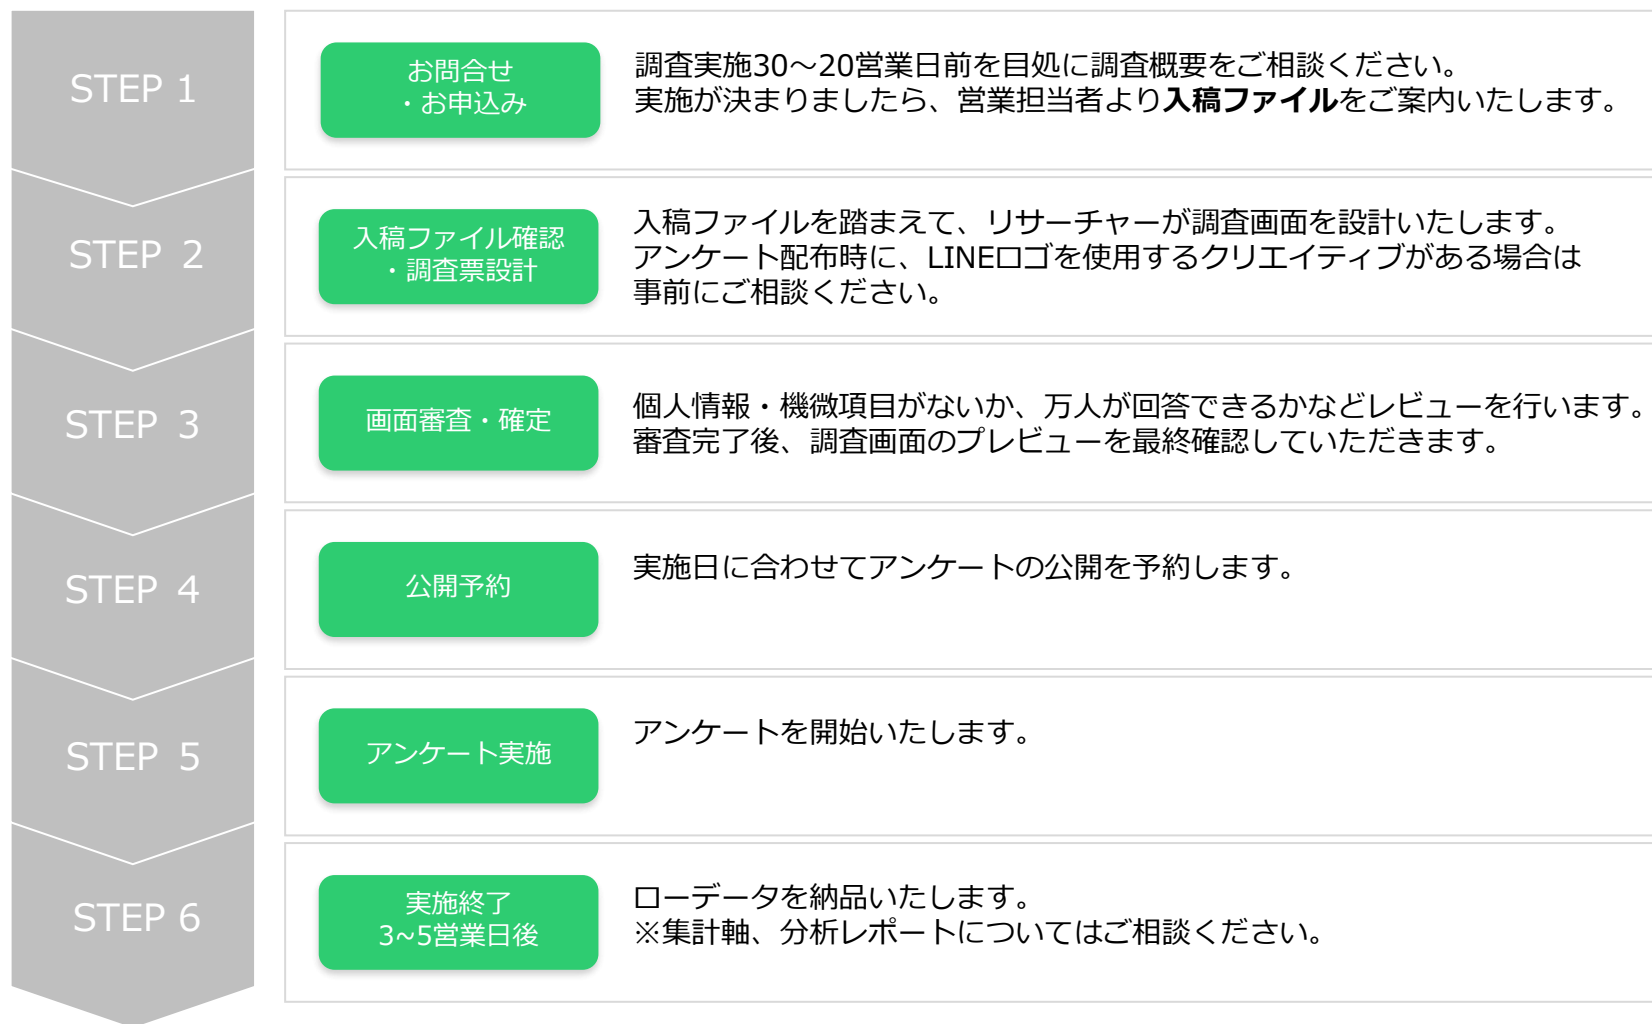 STEP 1
お問合せ
・お申込み
調査実施30～20営業日前を目処に調査概要をご相談ください。
実施が決まりましたら、営業担当者より入稿ファイルをご案内いたします。
STEP 2
入稿ファイル確認
・調査票設計
入稿ファイルを踏まえて、リサーチャーが調査画面を設計いたします。
アンケート配布時に、LINEロゴを使用するクリエイティブがある場合は
事前にご相談ください。
STEP 3
画面審査・確定
個人情報・機微項目がないか、万人が回答できるかなどレビューを行います。
審査完了後、調査画面のプレビューを最終確認していただきます。
STEP 4
公開予約
実施日に合わせてアンケートの公開を予約します。
STEP 5
アンケート実施
アンケートを開始いたします。
STEP 6
実施終了
3~5営業日後
ローデータを納品いたします。
※集計軸、分析レポートについてはご相談ください。